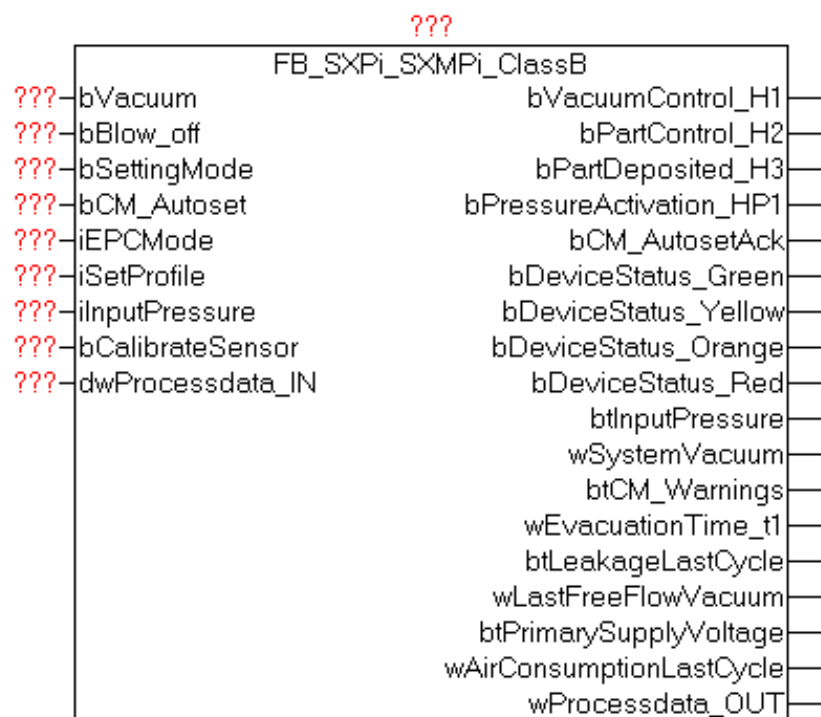 ???
FB_SXPi_SXMPi_ClassB
??? bVacuum bVacuumControl_H1
??? bBlow_off bPartControl_H2
??? bSettingMode bPartDeposited_H3
??? bCM_Autoset bPressureActivation_HP1
??? iEPCMode bCM_AutosetAck
??? iSetProfile bDeviceStatus_Green
??? iInputPressure bDeviceStatus_Yellow
??? bCalibrateSensor bDeviceStatus_Orange
??? dwProcessdata_IN bDeviceStatus_Red
btInputPressure
wSystemVacuum
btCM_Warnings
wEvacuationTime_t1
btLeakageLastCycle
wLastFreeFlowVacuum
btPrimarySupplyVoltage
wAirConsumptionLastCycle
wProcessdata_OUT